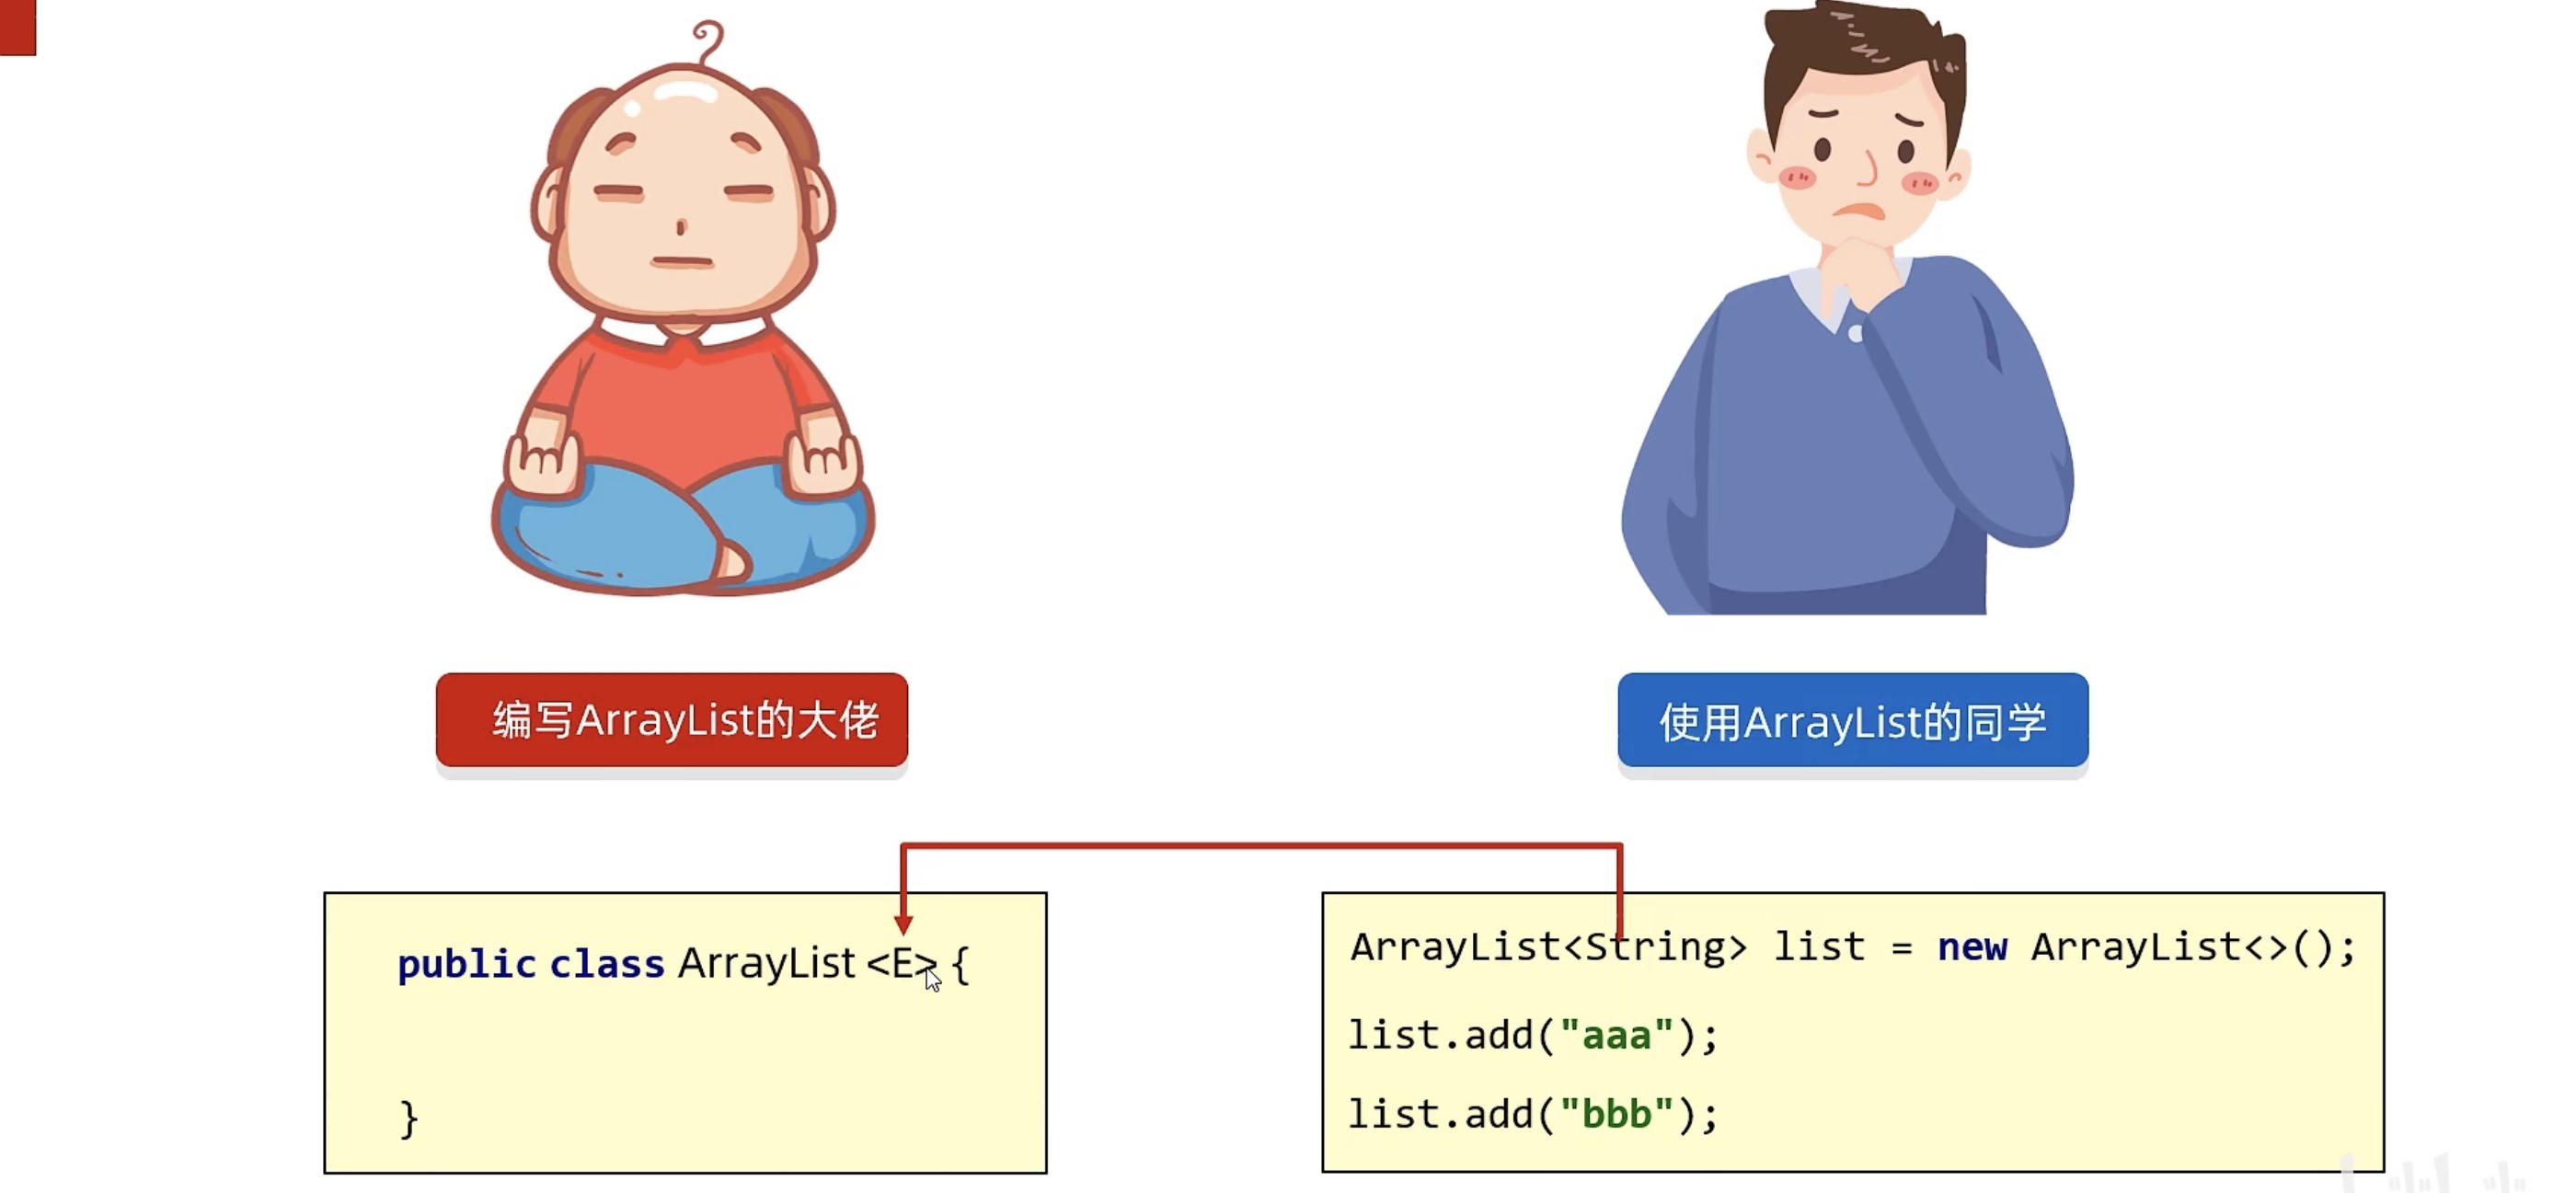 编写ArrayList的大佬
使用ArrayList的同学
public class ArrayList <E> {
}
ArrayList<String> list = new ArrayList<>();
list.add("aaa");
list.add("bbb");